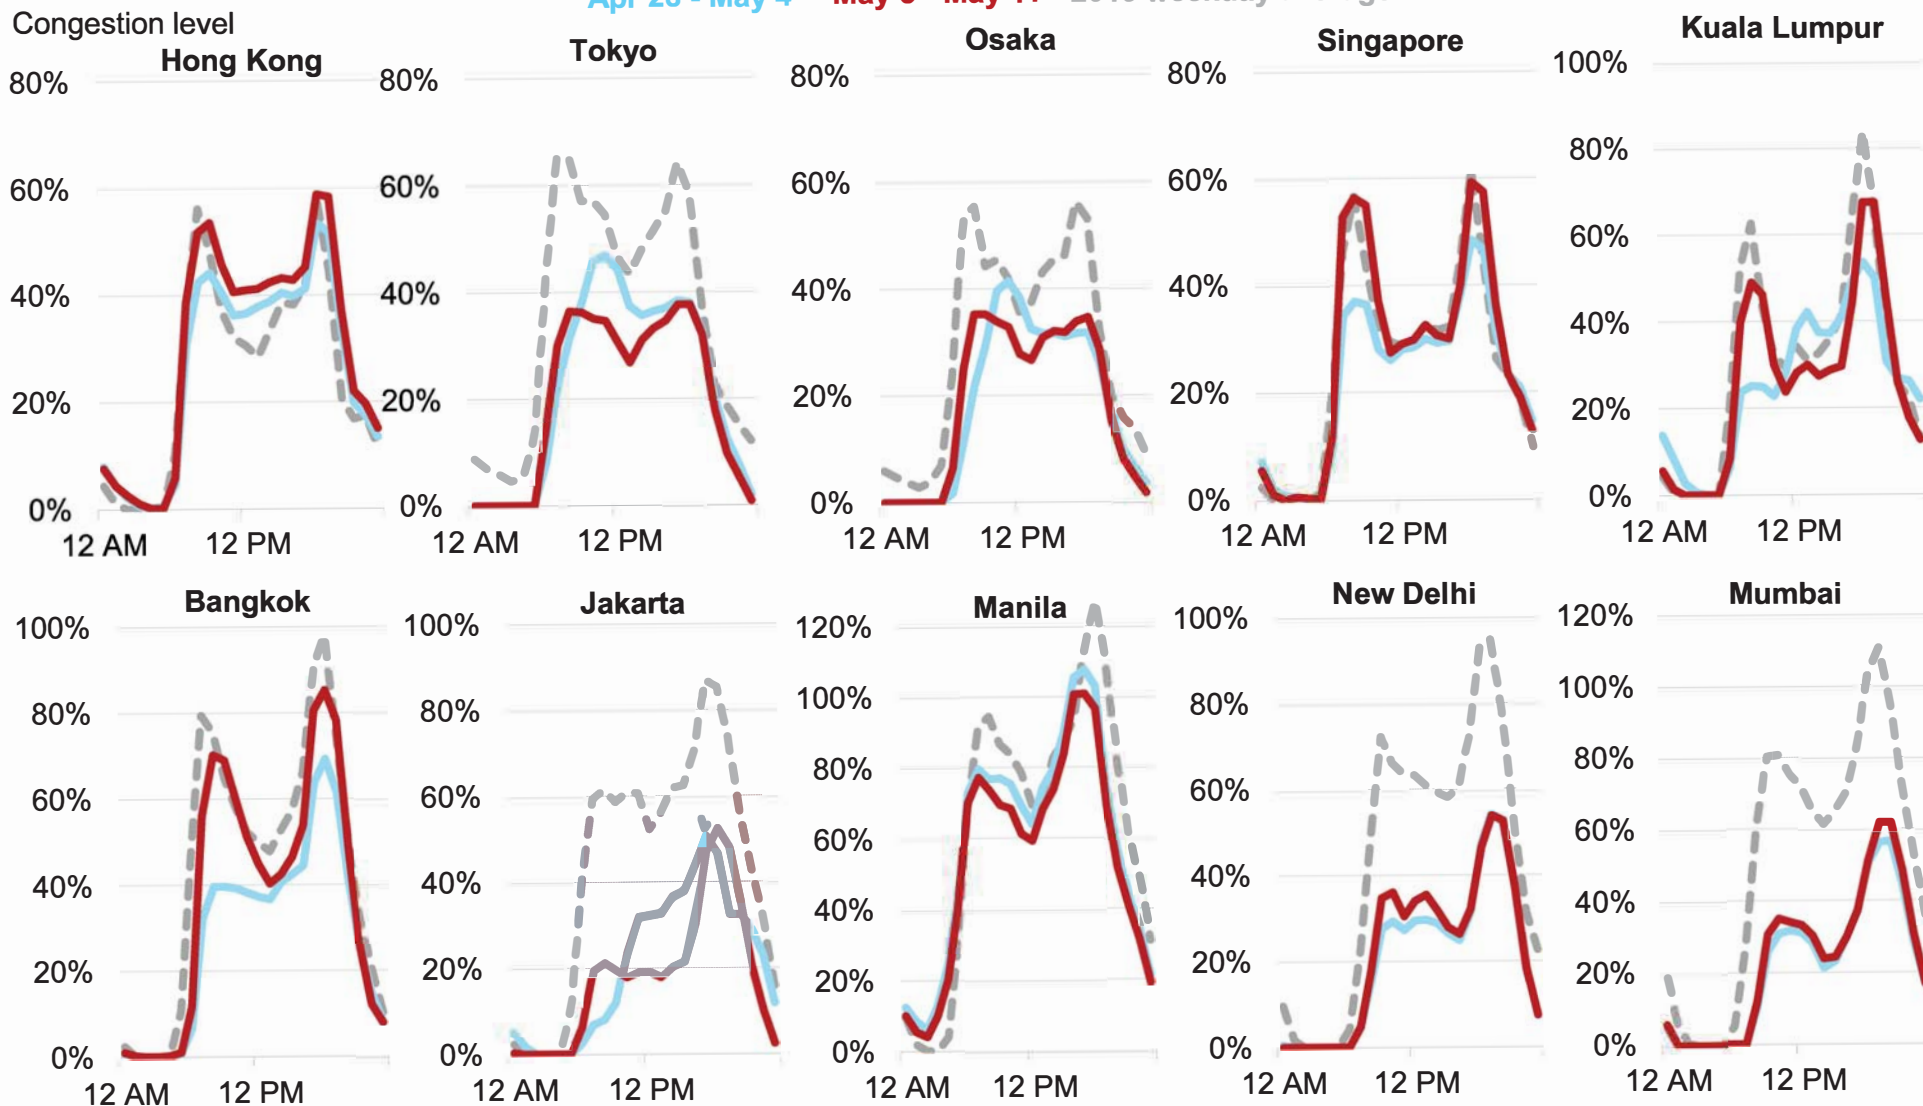 Congestion level
Hong Kong
80%
60%
40%
20%
0%
12 AM 12 PM
Tokyo
80%
60%
40%
20%
0%
12 AM 12 PM
Osaka
80%
60%
40%
20%
0%
12 AM 12 PM
Singapore
80%
60%
40%
20%
0%
12 AM 12 PM
Kuala Lumpur
100%
80%
60%
40%
20%
0%
12 AM 12 PM
Bangkok
100%
80%
60%
40%
20%
0%
12 AM 12 PM
Jakarta
100%
80%
60%
40%
20%
0%
12 AM 12 PM
Manila
120%
100%
80%
60%
40%
20%
0%
12 AM 12 PM
New Delhi
100%
80%
60%
40%
20%
0%
12 AM 12 PM
Mumbai
120%
100%
80%
60%
40%
20%
0%
12 AM 12 PM